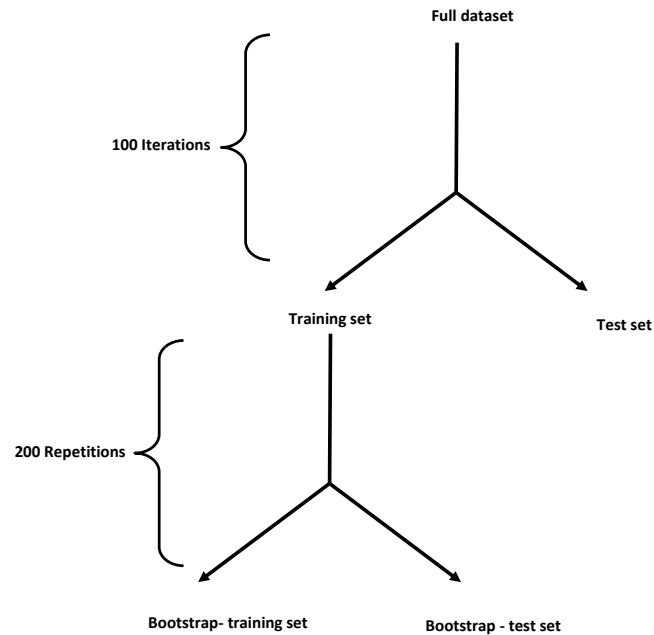 Full dataset
100 Iterations
Training set
Test set
200 Repetitions
Bootstrap- training set
Bootstrap - test set